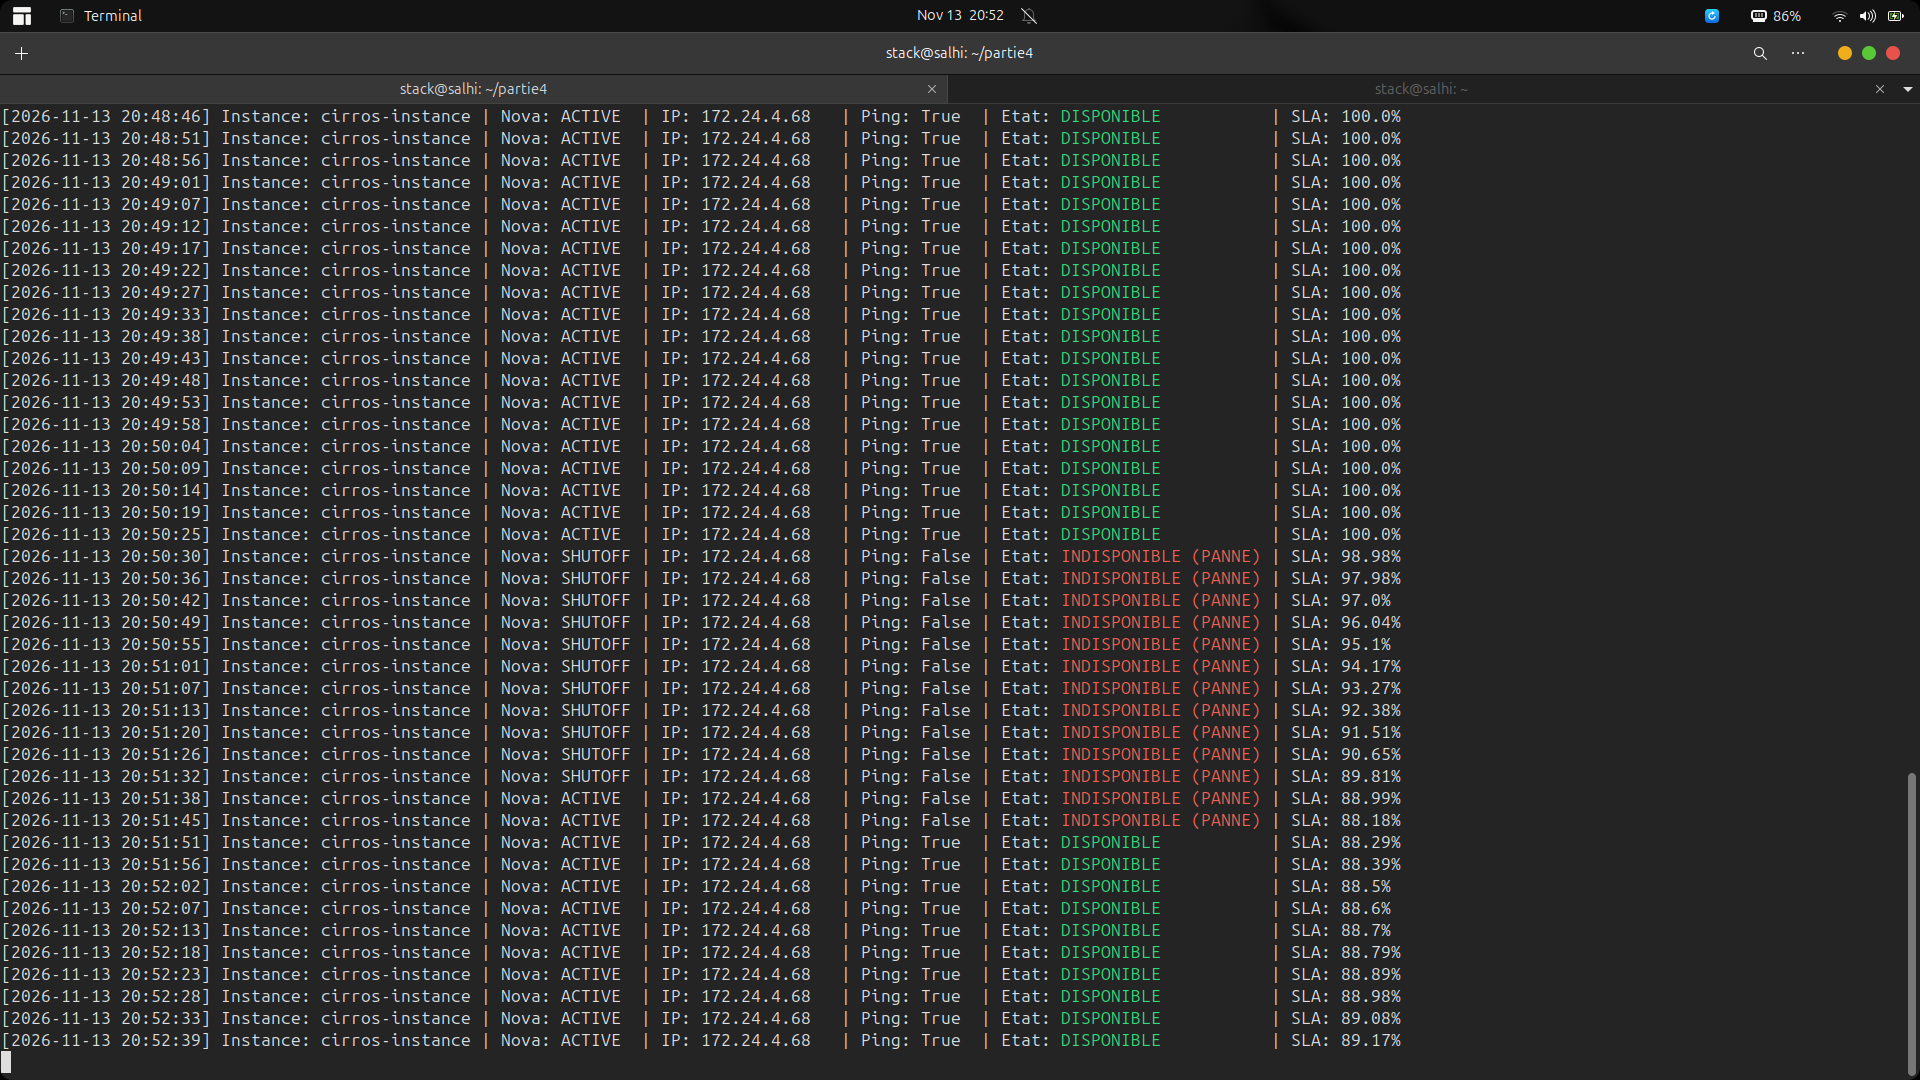 Terminal
Nov 13 20:52
86%
stack@salhi: ~/partie4
stack@salhi: ~/partie4
stack@salhi: ~
[2026-11-13 20:48:46] Instance: cirros-instance | Nova: ACTIVE  | IP: 172.24.4.68   | Ping: True  | Etat: DISPONIBLE           | SLA: 100.0%
[2026-11-13 20:48:51] Instance: cirros-instance | Nova: ACTIVE  | IP: 172.24.4.68   | Ping: True  | Etat: DISPONIBLE           | SLA: 100.0%
[2026-11-13 20:48:56] Instance: cirros-instance | Nova: ACTIVE  | IP: 172.24.4.68   | Ping: True  | Etat: DISPONIBLE           | SLA: 100.0%
[2026-11-13 20:49:01] Instance: cirros-instance | Nova: ACTIVE  | IP: 172.24.4.68   | Ping: True  | Etat: DISPONIBLE           | SLA: 100.0%
[2026-11-13 20:49:07] Instance: cirros-instance | Nova: ACTIVE  | IP: 172.24.4.68   | Ping: True  | Etat: DISPONIBLE           | SLA: 100.0%
[2026-11-13 20:49:12] Instance: cirros-instance | Nova: ACTIVE  | IP: 172.24.4.68   | Ping: True  | Etat: DISPONIBLE           | SLA: 100.0%
[2026-11-13 20:49:17] Instance: cirros-instance | Nova: ACTIVE  | IP: 172.24.4.68   | Ping: True  | Etat: DISPONIBLE           | SLA: 100.0%
[2026-11-13 20:49:22] Instance: cirros-instance | Nova: ACTIVE  | IP: 172.24.4.68   | Ping: True  | Etat: DISPONIBLE           | SLA: 100.0%
[2026-11-13 20:49:27] Instance: cirros-instance | Nova: ACTIVE  | IP: 172.24.4.68   | Ping: True  | Etat: DISPONIBLE           | SLA: 100.0%
[2026-11-13 20:49:33] Instance: cirros-instance | Nova: ACTIVE  | IP: 172.24.4.68   | Ping: True  | Etat: DISPONIBLE           | SLA: 100.0%
[2026-11-13 20:49:38] Instance: cirros-instance | Nova: ACTIVE  | IP: 172.24.4.68   | Ping: True  | Etat: DISPONIBLE           | SLA: 100.0%
[2026-11-13 20:49:43] Instance: cirros-instance | Nova: ACTIVE  | IP: 172.24.4.68   | Ping: True  | Etat: DISPONIBLE           | SLA: 100.0%
[2026-11-13 20:49:48] Instance: cirros-instance | Nova: ACTIVE  | IP: 172.24.4.68   | Ping: True  | Etat: DISPONIBLE           | SLA: 100.0%
[2026-11-13 20:49:53] Instance: cirros-instance | Nova: ACTIVE  | IP: 172.24.4.68   | Ping: True  | Etat: DISPONIBLE           | SLA: 100.0%
[2026-11-13 20:49:58] Instance: cirros-instance | Nova: ACTIVE  | IP: 172.24.4.68   | Ping: True  | Etat: DISPONIBLE           | SLA: 100.0%
[2026-11-13 20:50:04] Instance: cirros-instance | Nova: ACTIVE  | IP: 172.24.4.68   | Ping: True  | Etat: DISPONIBLE           | SLA: 100.0%
[2026-11-13 20:50:09] Instance: cirros-instance | Nova: ACTIVE  | IP: 172.24.4.68   | Ping: True  | Etat: DISPONIBLE           | SLA: 100.0%
[2026-11-13 20:50:14] Instance: cirros-instance | Nova: ACTIVE  | IP: 172.24.4.68   | Ping: True  | Etat: DISPONIBLE           | SLA: 100.0%
[2026-11-13 20:50:19] Instance: cirros-instance | Nova: ACTIVE  | IP: 172.24.4.68   | Ping: True  | Etat: DISPONIBLE           | SLA: 100.0%
[2026-11-13 20:50:25] Instance: cirros-instance | Nova: ACTIVE  | IP: 172.24.4.68   | Ping: True  | Etat: DISPONIBLE           | SLA: 100.0%
[2026-11-13 20:50:30] Instance: cirros-instance | Nova: SHUTOFF | IP: 172.24.4.68   | Ping: False | Etat: INDISPONIBLE (PANNE) | SLA: 98.98%
[2026-11-13 20:50:36] Instance: cirros-instance | Nova: SHUTOFF | IP: 172.24.4.68   | Ping: False | Etat: INDISPONIBLE (PANNE) | SLA: 97.98%
[2026-11-13 20:50:42] Instance: cirros-instance | Nova: SHUTOFF | IP: 172.24.4.68   | Ping: False | Etat: INDISPONIBLE (PANNE) | SLA: 97.0%
[2026-11-13 20:50:49] Instance: cirros-instance | Nova: SHUTOFF | IP: 172.24.4.68   | Ping: False | Etat: INDISPONIBLE (PANNE) | SLA: 96.04%
[2026-11-13 20:50:55] Instance: cirros-instance | Nova: SHUTOFF | IP: 172.24.4.68   | Ping: False | Etat: INDISPONIBLE (PANNE) | SLA: 95.1%
[2026-11-13 20:51:01] Instance: cirros-instance | Nova: SHUTOFF | IP: 172.24.4.68   | Ping: False | Etat: INDISPONIBLE (PANNE) | SLA: 94.17%
[2026-11-13 20:51:07] Instance: cirros-instance | Nova: SHUTOFF | IP: 172.24.4.68   | Ping: False | Etat: INDISPONIBLE (PANNE) | SLA: 93.27%
[2026-11-13 20:51:13] Instance: cirros-instance | Nova: SHUTOFF | IP: 172.24.4.68   | Ping: False | Etat: INDISPONIBLE (PANNE) | SLA: 92.38%
[2026-11-13 20:51:20] Instance: cirros-instance | Nova: SHUTOFF | IP: 172.24.4.68   | Ping: False | Etat: INDISPONIBLE (PANNE) | SLA: 91.51%
[2026-11-13 20:51:26] Instance: cirros-instance | Nova: SHUTOFF | IP: 172.24.4.68   | Ping: False | Etat: INDISPONIBLE (PANNE) | SLA: 90.65%
[2026-11-13 20:51:32] Instance: cirros-instance | Nova: SHUTOFF | IP: 172.24.4.68   | Ping: False | Etat: INDISPONIBLE (PANNE) | SLA: 89.81%
[2026-11-13 20:51:38] Instance: cirros-instance | Nova: ACTIVE  | IP: 172.24.4.68   | Ping: False | Etat: INDISPONIBLE (PANNE) | SLA: 88.99%
[2026-11-13 20:51:45] Instance: cirros-instance | Nova: ACTIVE  | IP: 172.24.4.68   | Ping: False | Etat: INDISPONIBLE (PANNE) | SLA: 88.18%
[2026-11-13 20:51:51] Instance: cirros-instance | Nova: ACTIVE  | IP: 172.24.4.68   | Ping: True  | Etat: DISPONIBLE           | SLA: 88.29%
[2026-11-13 20:51:56] Instance: cirros-instance | Nova: ACTIVE  | IP: 172.24.4.68   | Ping: True  | Etat: DISPONIBLE           | SLA: 88.39%
[2026-11-13 20:52:02] Instance: cirros-instance | Nova: ACTIVE  | IP: 172.24.4.68   | Ping: True  | Etat: DISPONIBLE           | SLA: 88.5%
[2026-11-13 20:52:07] Instance: cirros-instance | Nova: ACTIVE  | IP: 172.24.4.68   | Ping: True  | Etat: DISPONIBLE           | SLA: 88.6%
[2026-11-13 20:52:13] Instance: cirros-instance | Nova: ACTIVE  | IP: 172.24.4.68   | Ping: True  | Etat: DISPONIBLE           | SLA: 88.7%
[2026-11-13 20:52:18] Instance: cirros-instance | Nova: ACTIVE  | IP: 172.24.4.68   | Ping: True  | Etat: DISPONIBLE           | SLA: 88.79%
[2026-11-13 20:52:23] Instance: cirros-instance | Nova: ACTIVE  | IP: 172.24.4.68   | Ping: True  | Etat: DISPONIBLE           | SLA: 88.89%
[2026-11-13 20:52:28] Instance: cirros-instance | Nova: ACTIVE  | IP: 172.24.4.68   | Ping: True  | Etat: DISPONIBLE           | SLA: 88.98%
[2026-11-13 20:52:33] Instance: cirros-instance | Nova: ACTIVE  | IP: 172.24.4.68   | Ping: True  | Etat: DISPONIBLE           | SLA: 89.08%
[2026-11-13 20:52:39] Instance: cirros-instance | Nova: ACTIVE  | IP: 172.24.4.68   | Ping: True  | Etat: DISPONIBLE           | SLA: 89.17%